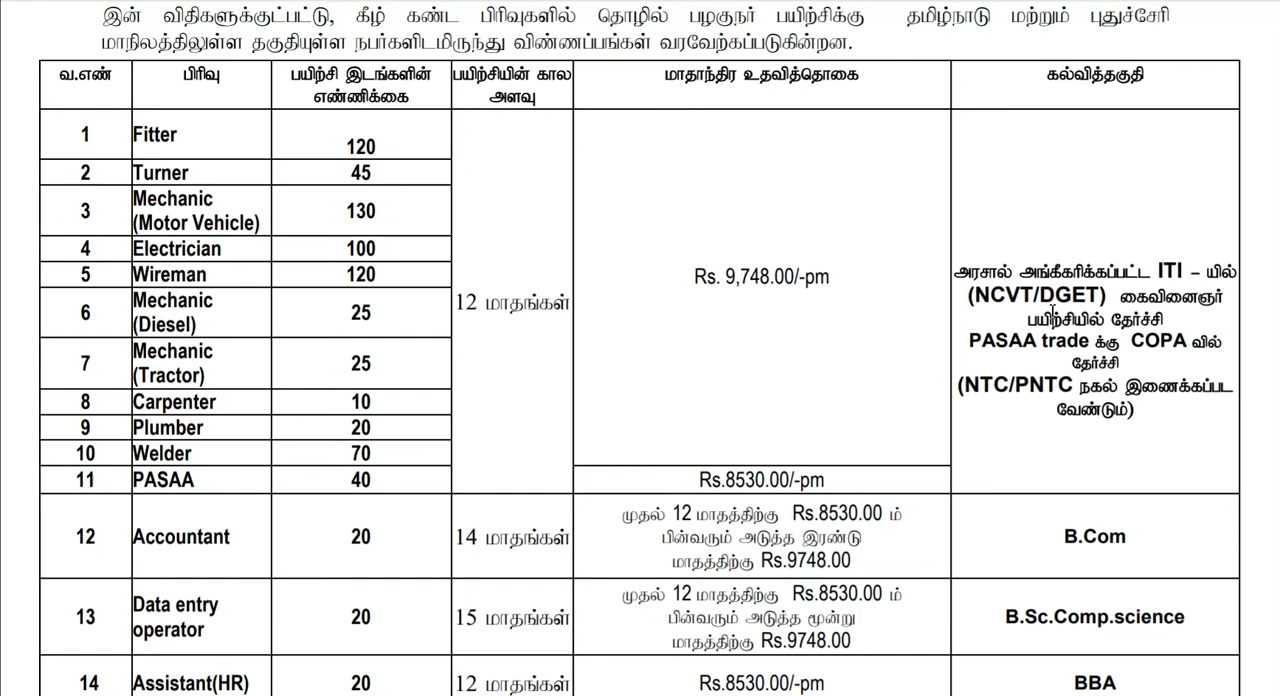 இன் விதிகளுக்குட்பட்டு, கீழ் கண்ட பிரிவுகளில் தொழில் பழகுநர் பயிற்சிக்கு தமிழ்நாடு மற்றும் புதுச்சேரி
மாநிலத்திலுள்ள தகுதியுள்ள நபர்களிடமிருந்து விண்ணப்பங்கள் வரவேற்கப்படுகின்றன.
வ.எண் பிரிவு பயிற்சி இடங்களின் பயிற்சியின் கால மாதாந்திர உதவித்தொகை கல்வித்தகுதி
எண்ணிக்கை அளவு
1 Fitter 120
2 Turner 45
3 Mechanic 130
(Motor Vehicle)
4 Electrician 100
5 Wireman 120
6 Mechanic 25
(Diesel)
7 Mechanic 25
(Tractor)
8 Carpenter 10
9 Plumber 20
10 Welder 70
11 PASAA 40
12 மாதங்கள்
Rs. 9,748.00/-pm
Rs.8530.00/-pm
அரசால் அங்கீகரிக்கப்பட்ட ITI – யில்
(NCVT/DGET) கைவினைஞர்
பயிற்சியில் தேர்ச்சி
PASAA trade க்கு COPA வில்
தேர்ச்சி
(NTC/PNTC நகல் இணைக்கப்பட
வேண்டும்)
12 Accountant 20 14 மாதங்கள்
முதல் 12 மாதத்திற்கு Rs.8530.00 ம்
பின்வரும் அடுத்த இரண்டு
மாதத்திற்கு Rs.9748.00
B.Com
13 Data entry 20 15 மாதங்கள்
operator
முதல் 12 மாதத்திற்கு Rs.8530.00 ம்
பின்வரும் அடுத்த மூன்று
மாதத்திற்கு Rs.9748.00
B.Sc.Comp.science
14 Assistant(HR) 20 12 மாதங்கள் Rs.8530.00/-pm BBA